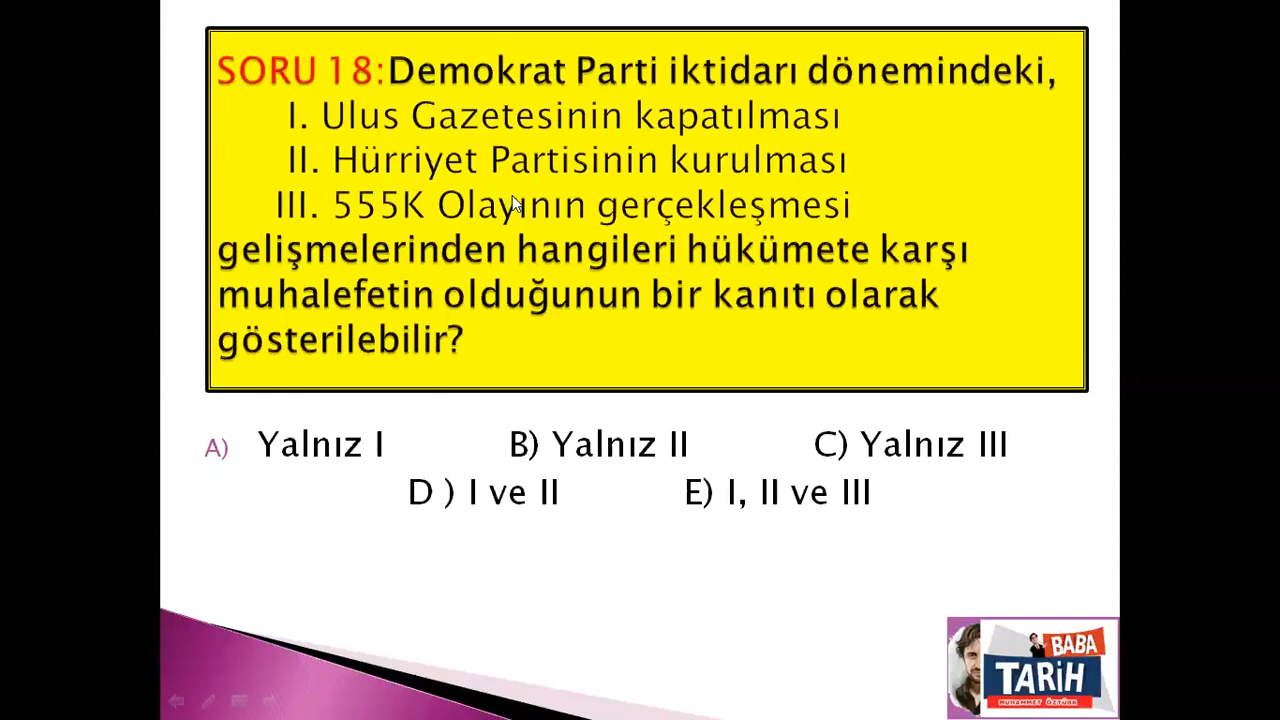 SORU 18:Demokrat Parti iktidarı dönemindeki,
I. Ulus Gazetesinin kapatılması
II. Hürriyet Partisinin kurulması
III. 555K Olayının gerçekleşmesi
gelişmelerinden hangileri hükümete karşı
muhalefetin olduğunun bir kanıtı olarak
gösterilebilir?
A) Yalnız I B) Yalnız II C) Yalnız III
D ) I ve II E) I, II ve III
BABA
TARİH
MUHAMMET ÖZTÜRK